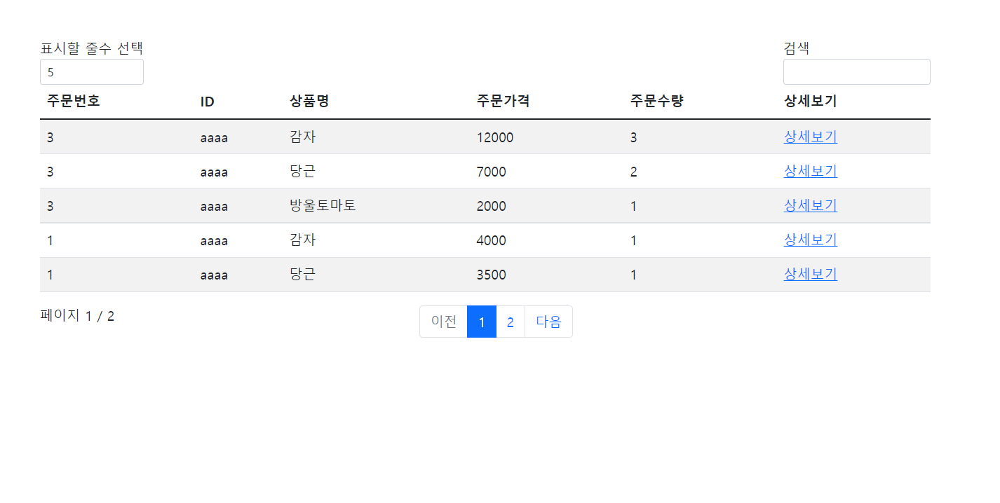 표시할 줄수 선택 검색
5
주문번호 ID 상품명 주문가격 주문수량 상세보기
3 aaaa 감자 12000 3 상세보기
3 aaaa 당근 7000 2 상세보기
3 aaaa 방울토마토 2000 1 상세보기
1 aaaa 감자 4000 1 상세보기
1 aaaa 당근 3500 1 상세보기
페이지 1 / 2 이전 1 2 다음